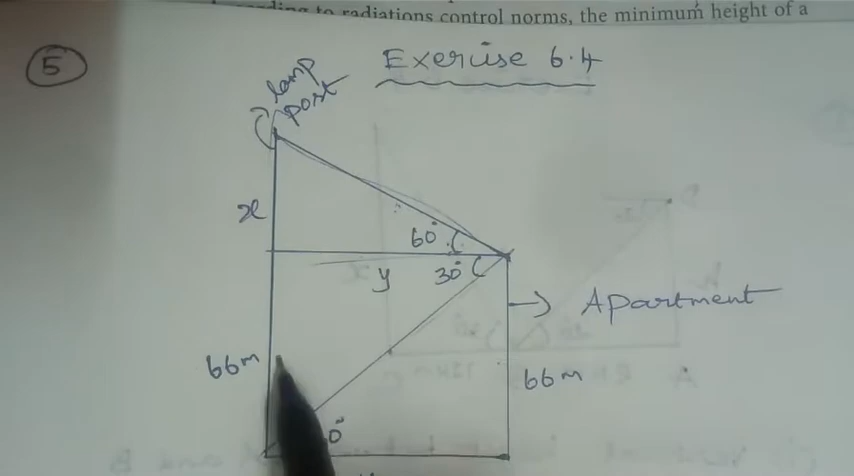 to radiations control norms, the minimum height of a
5
Exercise 6.4
lamp
post
x
60°
y
30°
Apartment
66m
66m
0°